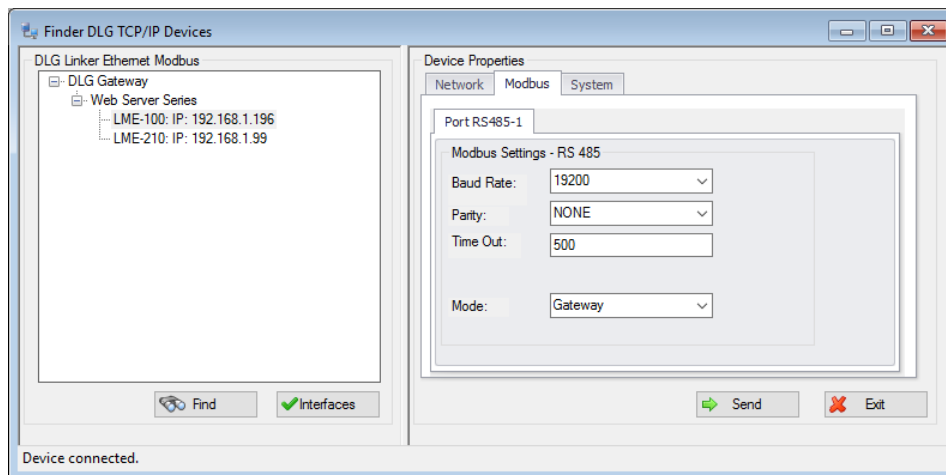 Finder DLG TCP/IP Devices
DLG Linker Ethernet Modbus
DLG Gateway
Web Server Series
LME-100: IP: 192.168.1.196
LME-210: IP: 192.168.1.99
Find
Interfaces
Device Properties
Network Modbus System
Port RS485-1
Modbus Settings - RS 485
Baud Rate: 19200
Parity: NONE
Time Out: 500
Mode: Gateway
Send
Exit
Device connected.